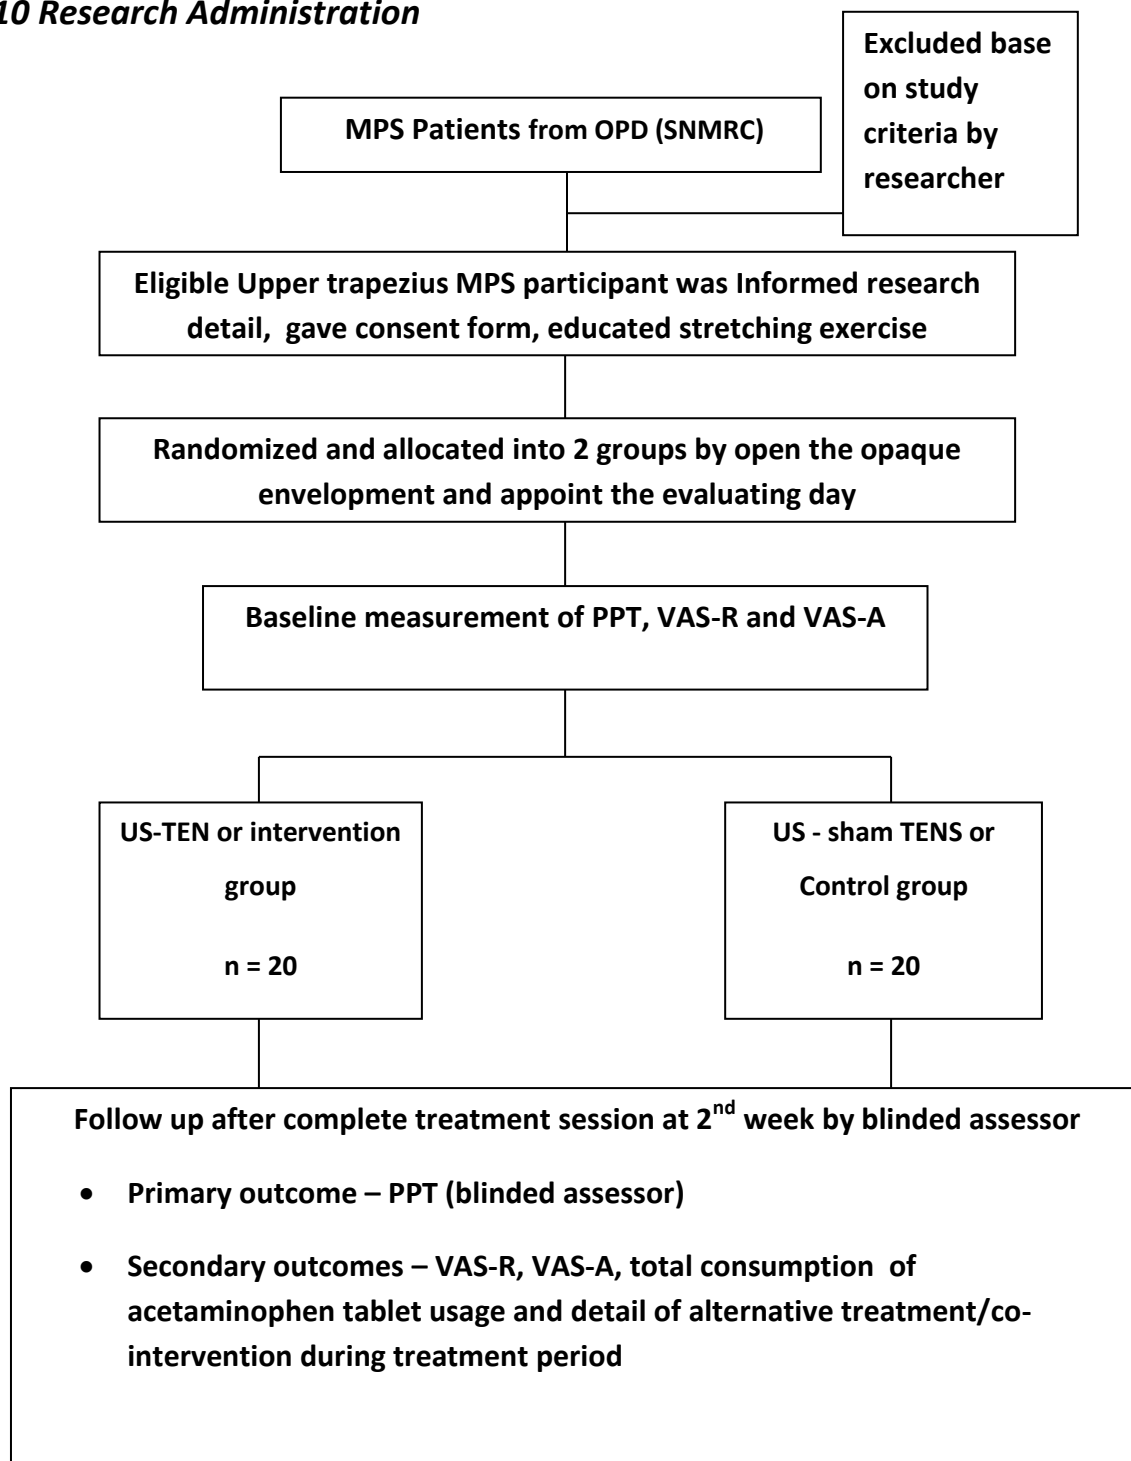 10 Research Administration
Excluded base
on study
criteria by
researcher
MPS Patients from OPD (SNMRC)
Eligible Upper trapezius MPS participant was Informed research
detail, gave consent form, educated stretching exercise
Randomized and allocated into 2 groups by open the opaque
envelopment and appoint the evaluating day
Baseline measurement of PPT, VAS-R and VAS-A
US-TEN or intervention
group
n = 20
US - sham TENS or
Control group
n = 20
Follow up after complete treatment session at 2nd week by blinded assessor
• Primary outcome – PPT (blinded assessor)
• Secondary outcomes – VAS-R, VAS-A, total consumption of
acetaminophen tablet usage and detail of alternative treatment/co-
intervention during treatment period